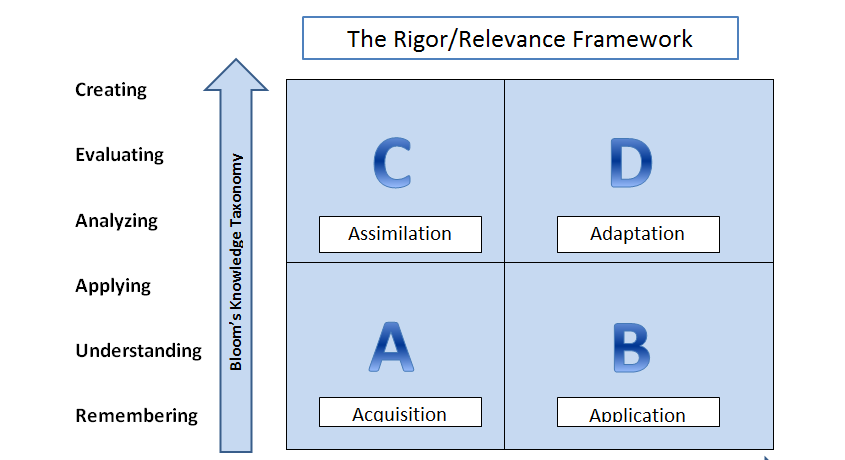 The Rigor/Relevance Framework
Creating
Evaluating
Analyzing
Applying
Understanding
Remembering
Bloom's Knowledge Taxonomy
C
Assimilation
D
Adaptation
A
Acquisition
B
Application